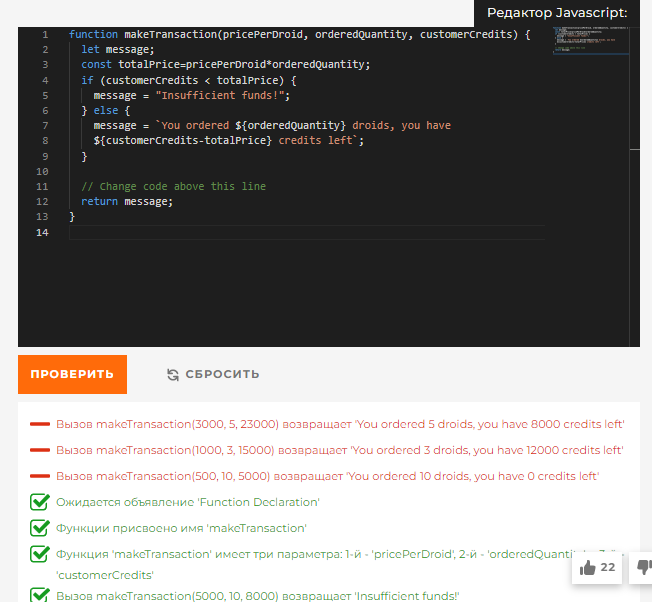 Редактор Javascript:
1 function makeTransaction(pricePerDroid, orderedQuantity, customerCredits) {
2 let message;
3 const totalPrice=pricePerDroid*orderedQuantity;
4 if (customerCredits < totalPrice) {
5 message = "Insufficient funds!";
6 } else {
7 message = `You ordered ${orderedQuantity} droids, you have
8 ${customerCredits-totalPrice} credits left`;
9 }
10
11 // Change code above this line
12 return message;
13 }
14
ПРОВЕРИТЬ СБРОСИТЬ
Вызов makeTransaction(3000, 5, 23000) возвращает 'You ordered 5 droids, you have 8000 credits left'
Вызов makeTransaction(1000, 3, 15000) возвращает 'You ordered 3 droids, you have 12000 credits left'
Вызов makeTransaction(500, 10, 5000) возвращает 'You ordered 10 droids, you have 0 credits left'
Ожидается объявление 'Function Declaration'
Функции присвоено имя 'makeTransaction'
Функция 'makeTransaction' имеет три параметра: 1-й - 'pricePerDroid', 2-й -
'customerCredits'
22
Вызов makeTransaction(5000, 10, 8000) возвращает 'Insufficient funds!'